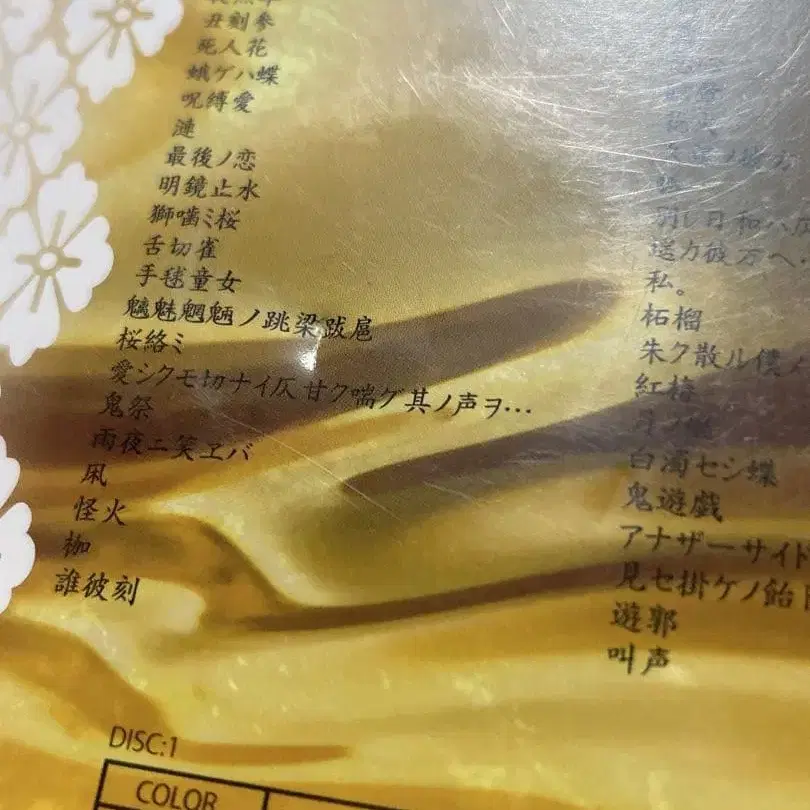 丑刻参
死人花
蛾ゲハ蝶
呪縛愛
漣
最後ノ恋
明鏡止水
獅噛ミ桜
舌切雀
手毬童女
魑魅魍魎ノ跳梁跋扈
桜絡ミ
愛シクモ切ナイ仄甘ク喘ゲ其ノ声ヲ…
鬼祭
雨夜ニ笑ヱバ
凩
怪火
枷
誰彼刻
私。
柘榴
朱ク散ル僕
紅椿
白濁セシ蝶
鬼遊戯
アナザーサイド
見セ掛ケノ飴
遊郭
叫声
DISC:1
COLOR